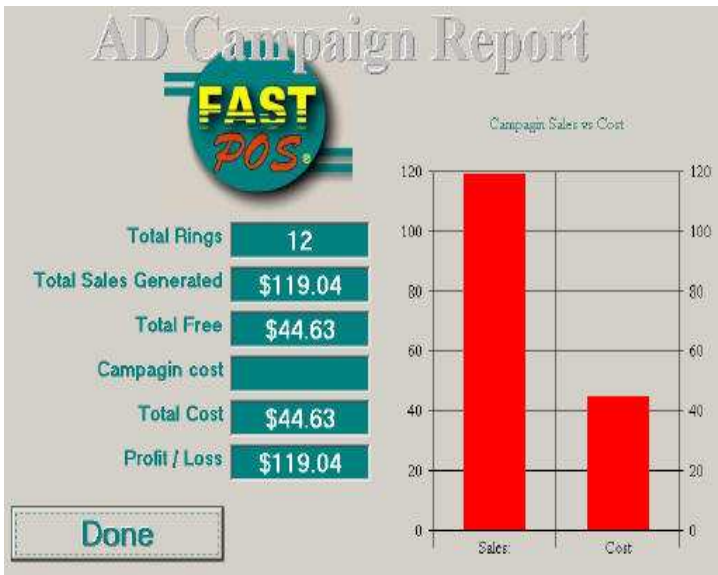 AD Campaign Report
FAST
POS®
Total Rings 12
Total Sales Generated $119.04
Total Free $44.63
Campagin cost
Total Cost $44.63
Profit / Loss $119.04
Done
Campagin Sales vs Cost
120 120
100 100
80 80
60 60
40 40
20 20
0 0
Sales: Cost